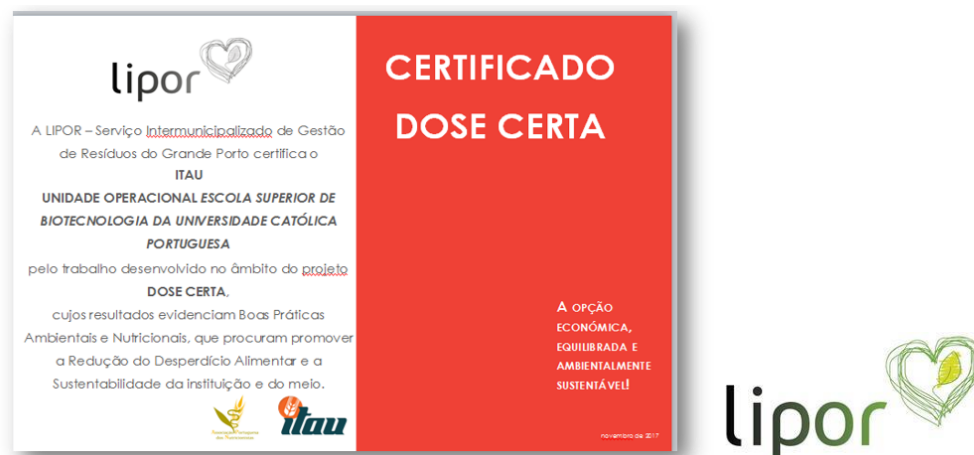 lipor
A LIPOR – Serviço Intermunicipalizado de Gestão
de Resíduos do Grande Porto certifica o
ITAU
UNIDADE OPERACIONAL ESCOLA SUPERIOR DE
BIOTECNOLOGIA DA UNIVERSIDADE CATÓLICA
PORTUGUESA
pelo trabalho desenvolvido no âmbito do projeto
DOSE CERTA,
cujos resultados evidenciam Boas Práticas
Ambientais e Nutricionais, que procuram promover
a Redução do Desperdício Alimentar e a
Sustentabilidade da instituição e do meio.
itau
CERTIFICADO
DOSE CERTA
A OPÇÃO
ECONÓMICA,
EQUILIBRADA E
AMBIENTALMENTE
SUSTENTÁVEL!
novembro de 2017
lipor